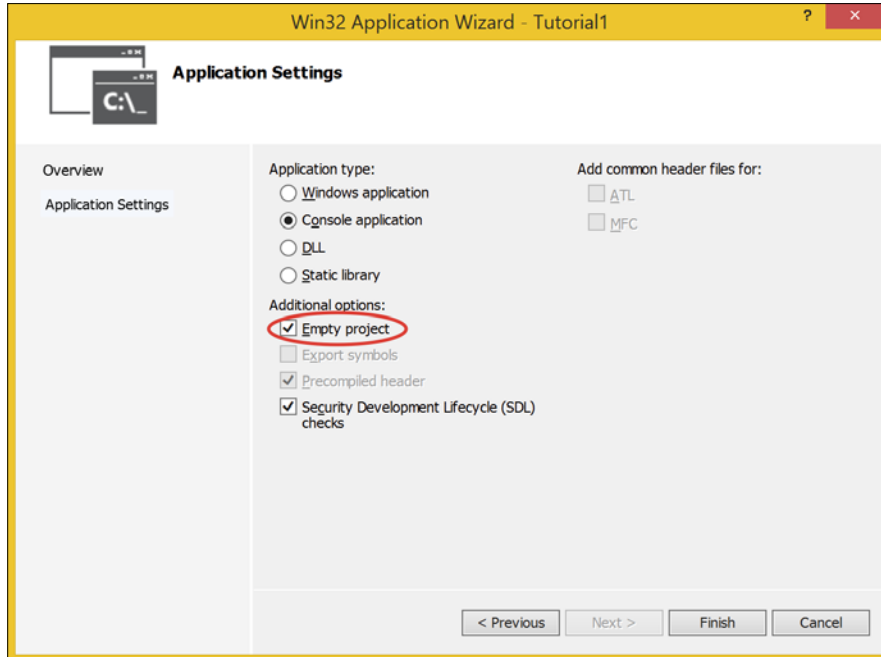 Win32 Application Wizard - Tutorial1
?
×
C:\_
Application Settings
Overview
Application Settings
Application type:
Windows application
Console application
DLL
Static library
Additional options:
Empty project
Export symbols
Precompiled header
Security Development Lifecycle (SDL)
checks
Add common header files for:
ATL
MFC
< Previous
Next >
Finish
Cancel